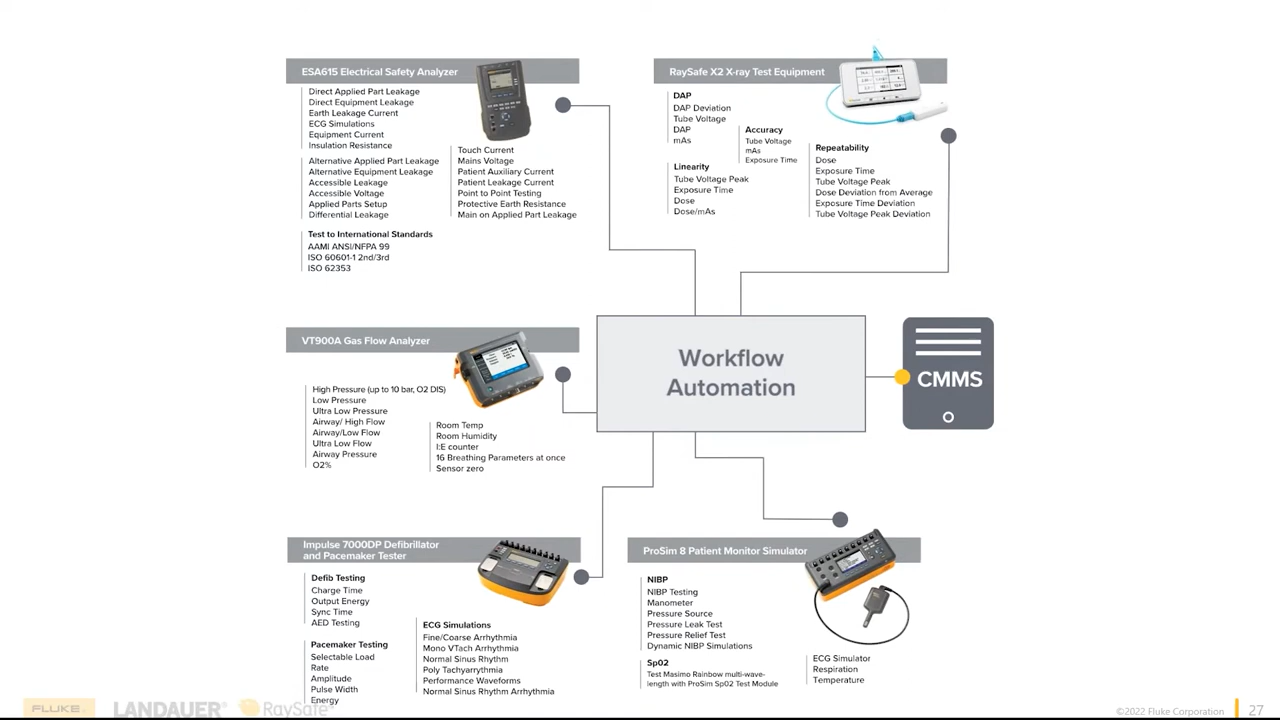 ESA615 Electrical Safety Analyzer
Direct Applied Part Leakage
Direct Equipment Leakage
Earth Leakage Current
ECG Simulations
Equipment Current
Insulation Resistance
Alternative Applied Part Leakage
Alternative Equipment Leakage
Accessible Leakage
Accessible Voltage
Applied Parts Setup
Differential Leakage
Touch Current
Mains Voltage
Patient Auxiliary Current
Patient Leakage Current
Point to Point Testing
Protective Earth Resistance
Main on Applied Part Leakage
Test to International Standards
AAMI ANSI/NFPA 99
ISO 60601-1 2nd/3rd
ISO 62353
RaySafe X2 X-ray Test Equipment
DAP
DAP Deviation
Tube Voltage
DAP
mAs
Linearity
Tube Voltage Peak
Exposure Time
Dose
Dose/mAs
Accuracy
Tube Voltage
mAs
Exposure Time
Repeatability
Dose
Exposure Time
Tube Voltage Peak
Dose Deviation from Average
Exposure Time Deviation
Tube Voltage Peak Deviation
VT900A Gas Flow Analyzer
High Pressure (up to 10 bar, O2 DIS)
Low Pressure
Ultra Low Pressure
Airway/ High Flow
Airway/Low Flow
Ultra Low Flow
Airway Pressure
O2%
Room Temp
Room Humidity
I:E counter
16 Breathing Parameters at once
Sensor zero
Workflow
Automation
CMMS
Impulse 7000DP Defibrillator
and Pacemaker Tester
Defib Testing
Charge Time
Output Energy
Sync Time
AED Testing
Pacemaker Testing
Selectable Load
Rate
Amplitude
Pulse Width
Energy
ECG Simulations
Fine/Coarse Arrhythmia
Mono VTach Arrhythmia
Normal Sinus Rhythm
Poly Tachyarrythmia
Performance Waveforms
Normal Sinus Rhythm Arrhythmia
ProSim 8 Patient Monitor Simulator
NIBP
NIBP Testing
Manometer
Pressure Source
Pressure Leak Test
Pressure Relief Test
Dynamic NIBP Simulations
Sp02
Test Masimo Rainbow multi-wave-
length with ProSim Sp02 Test Module
ECG Simulator
Respiration
Temperature
FLUKE
LANDAUER
RaySafe
©2022 Fluke Corporation
27